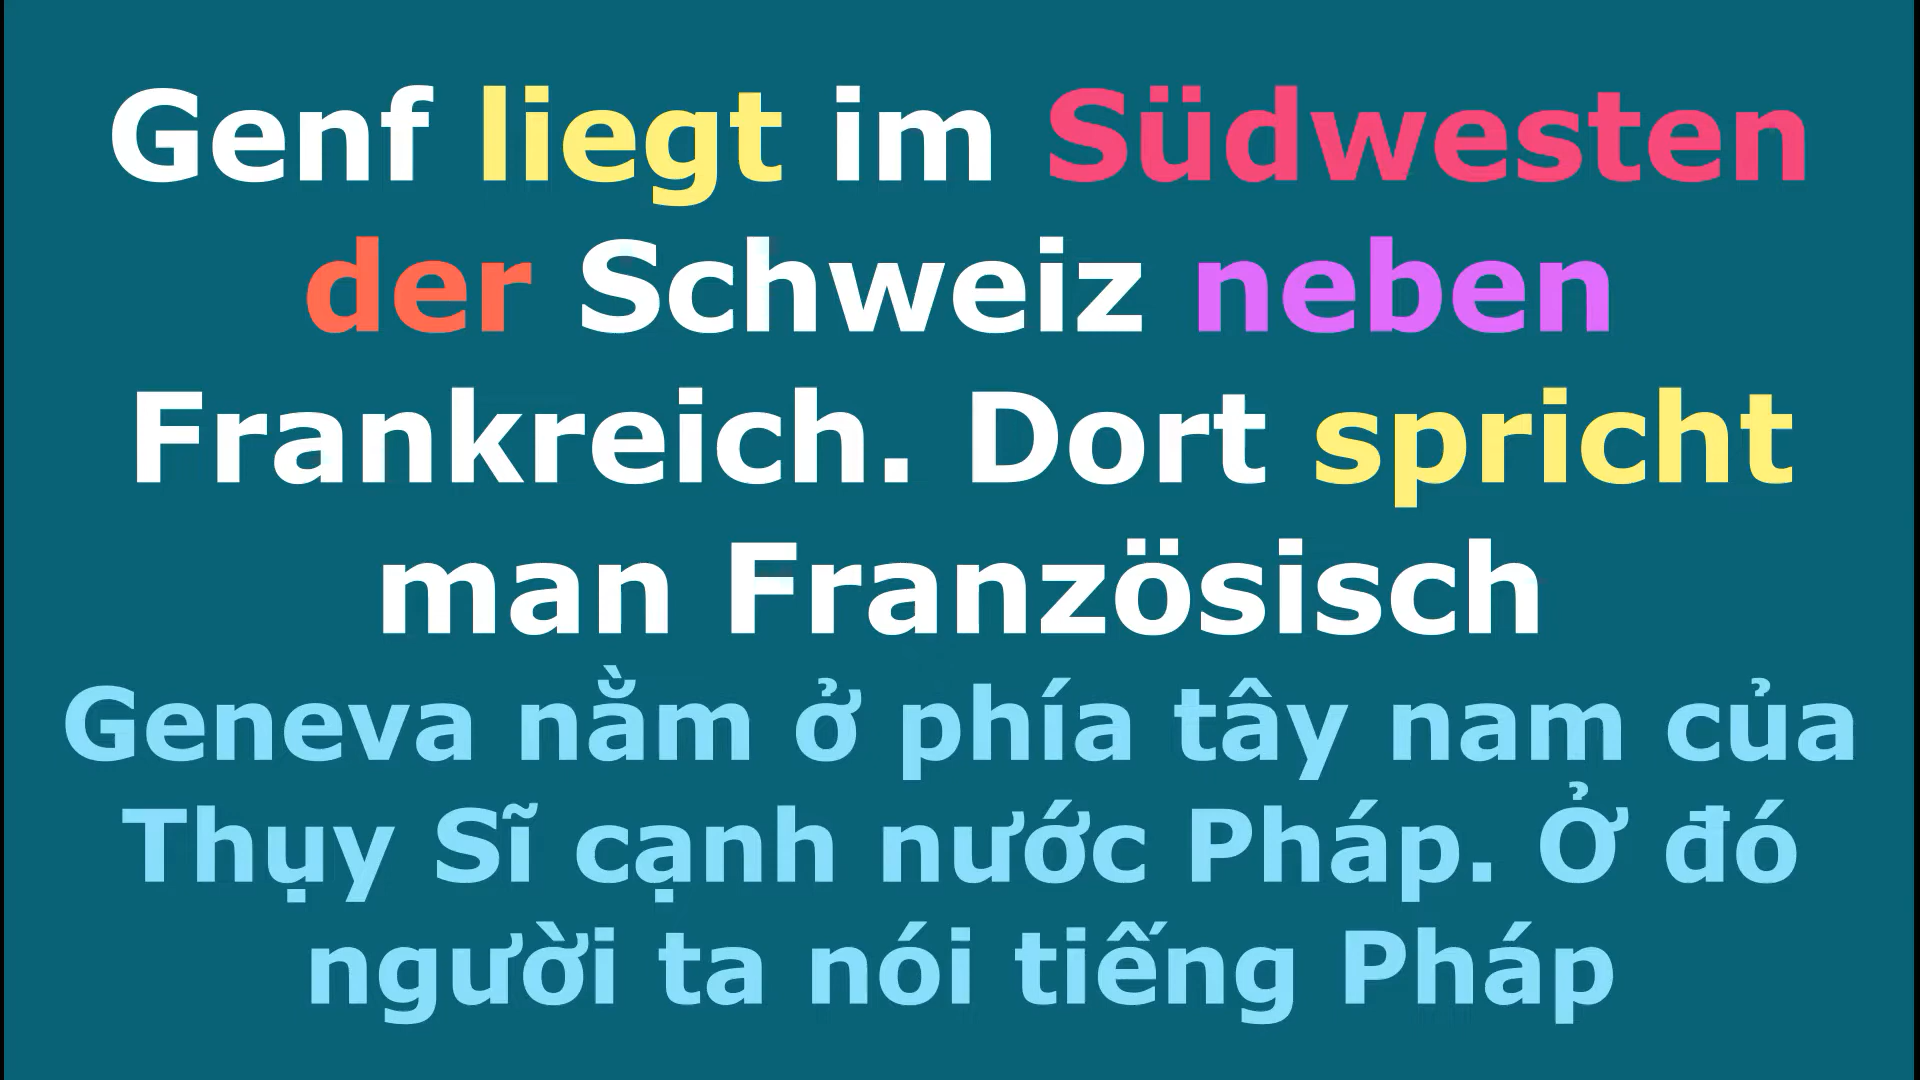 Genf liegt im Südwesten
der Schweiz neben
Frankreich. Dort spricht
man Französisch
Geneva nằm ở phía tây nam của
Thụy Sĩ cạnh nước Pháp. Ở đó
người ta nói tiếng Pháp